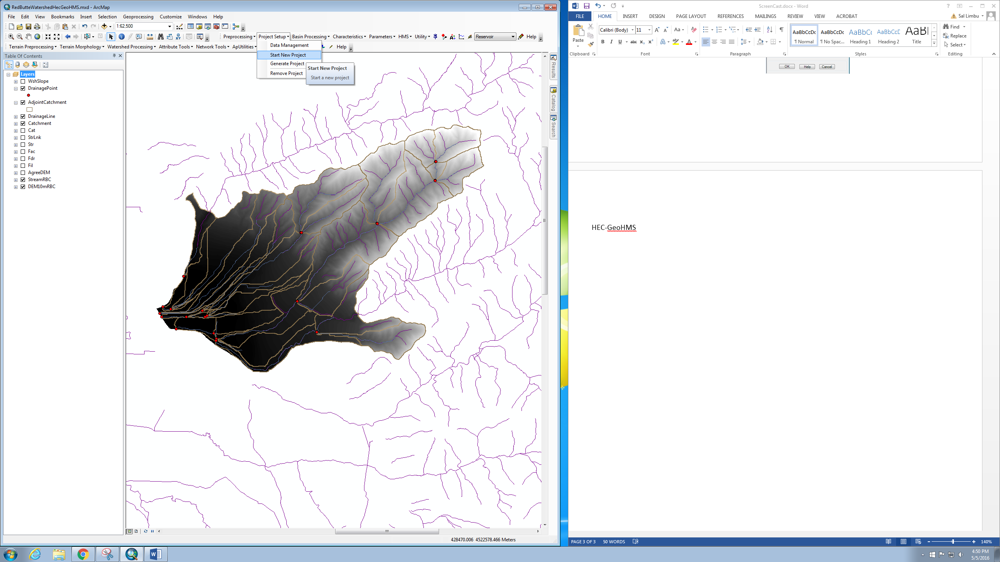 RedButteWatershedHecGeoHMS.mxd - ArcMap
File Edit View Bookmarks Insert Selection Geoprocessing Customize Windows Help
1:62,500
Preprocessing Project Setup Basin Processing Characteristics Parameters HMS Utility Reservoir Help
Terrain Preprocessing Terrain Morphology Watershed Processing Attribute Tools Network Tools ApUtilities Help
Data Management
Start New Project
Generate Project
Remove Project
Start New Project
Start a new project
Table Of Contents
Layers
WshSlope
DrainagePoint
AdjointCatchment
DrainageLine
Catchment
Cat
StrLnk
Str
Fac
Fdr
Fil
AgreeDEM
StreamRBC
DEM10mRBC
Results
Catalog
Search
428470.006 4522578.466 Meters
ScreenCast.docx - Word
FILE HOME INSERT DESIGN PAGE LAYOUT REFERENCES MAILINGS REVIEW VIEW ACROBAT
Sal Limbu
Paste
Calibri (Body) 11
Aa
B I U abc x₂ x² A A
AaBbCcDc AaBbCcDc AaBbCc AaBbCcD AaB
¶ Normal ¶ No Spac... Heading 1 Heading 2 Title
Find
Replace
Select
Clipboard Font Paragraph Styles Editing
OK Help Cancel
HEC-GeoHMS
PAGE 3 OF 3 50 WORDS
140%
4:50 PM
5/5/2016